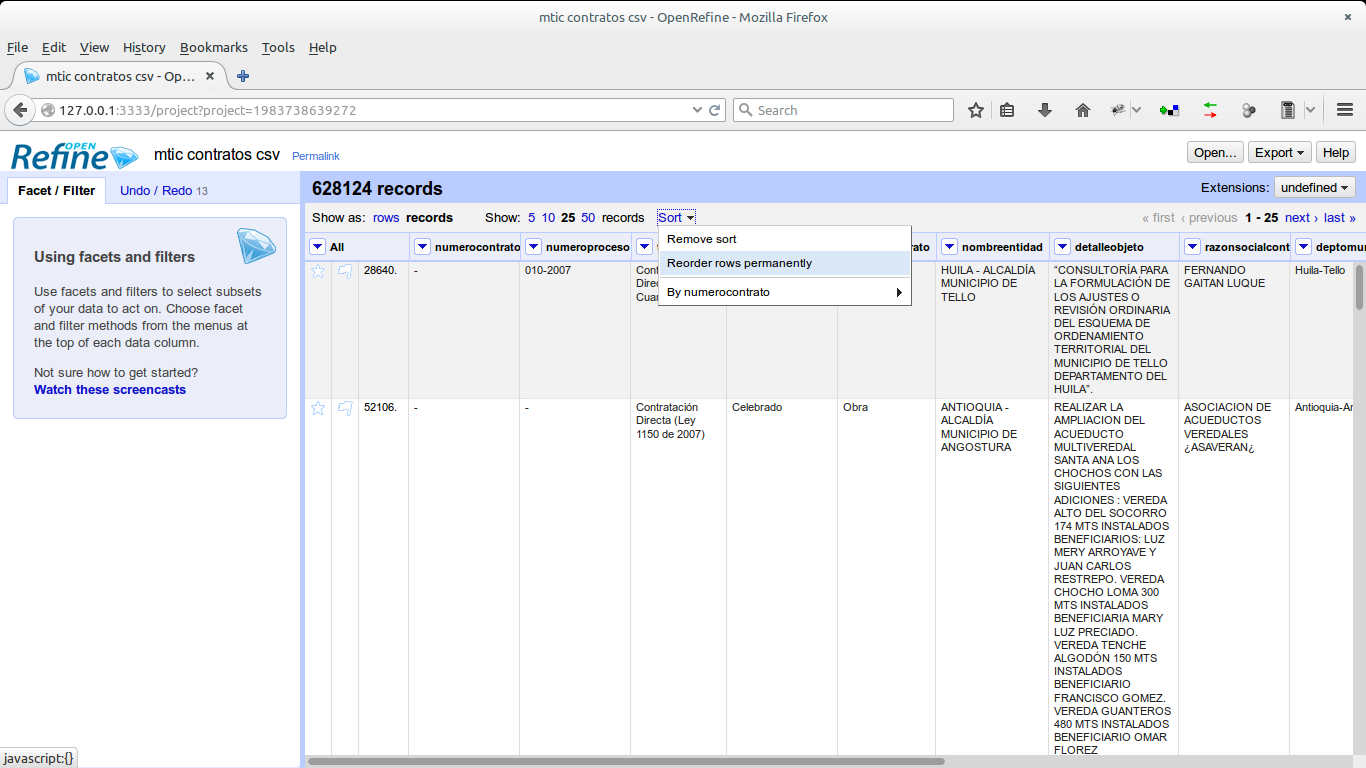 mtic contratos csv - OpenRefine - Mozilla Firefox
File Edit View History Bookmarks Tools Help
mtic contratos csv - Op...
127.0.0.1:3333/project?project=1983738639272
Search
OPEN
Refine
mtic contratos csv Permalink
Open... Export Help
Facet / Filter Undo / Redo 13
628124 records
Extensions: undefined
Using facets and filters
Use facets and filters to select subsets
of your data to act on. Choose facet
and filter methods from the menus at
the top of each data column.
Not sure how to get started?
Watch these screencasts
Show as: rows records Show: 5 10 25 50 records Sort
« first ‹ previous 1 - 25 next › last »
Remove sort
Reorder rows permanently
By numerocontrato
All numerocontrato numeroproceso rato nombreentidad detalleobjeto razonsocialcont deptomur
28640.
-
010-2007
Cont
Direc
Cuan
HUILA - ALCALDÍA
MUNICIPIO DE
TELLO
“CONSULTORÍA PARA
LA FORMULACIÓN DE
LOS AJUSTES O
REVISIÓN ORDINARIA
DEL ESQUEMA DE
ORDENAMIENTO
TERRITORIAL DEL
MUNICIPIO DE TELLO
DEPARTAMENTO DEL
HUILA”.
FERNANDO
GAITAN LUQUE
Huila-Tello
52106.
-
-
Contratación
Directa (Ley
1150 de 2007)
Celebrado
Obra
ANTIOQUIA -
ALCALDÍA
MUNICIPIO DE
ANGOSTURA
REALIZAR LA
AMPLIACION DEL
ACUEDUCTO
MULTIVEREDAL
SANTA ANA LOS
CHOCHOS CON LAS
SIGUIENTES
ADICIONES : VEREDA
ALTO DEL SOCORRO
174 MTS INSTALADOS
BENEFICIARIOS: LUZ
MERY ARROYAVE Y
JUAN CARLOS
RESTREPO. VEREDA
CHOCHO LOMA 300
MTS INSTALADOS
BENEFICIARIA MARY
LUZ PRECIADO.
VEREDA TENCHE
ALGODÓN 150 MTS
INSTALADOS
BENEFICIARIO
FRANCISCO GOMEZ.
VEREDA GUANTEROS
480 MTS INSTALADOS
BENEFICIARIO OMAR
FLOREZ
ASOCIACION DE
ACUEDUCTOS
VEREDALES
¿ASAVERAN¿
Antioquia-An
javascript:{}